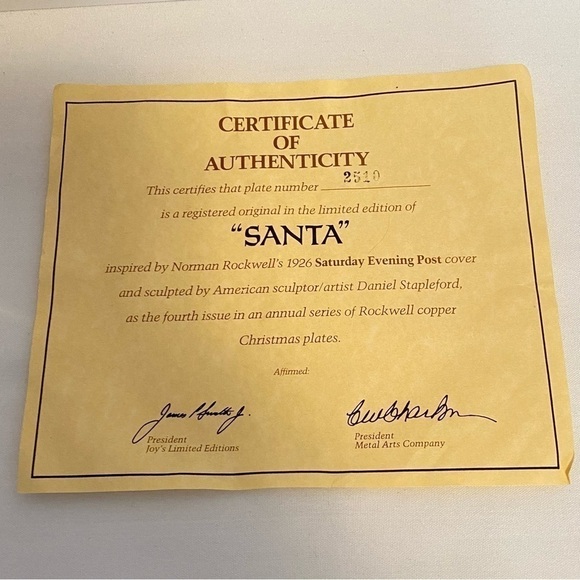 CERTIFICATE
OF
AUTHENTICITY
This certifies that plate number 2510
is a registered original in the limited edition of
“SANTA”
inspired by Norman Rockwell's 1926 Saturday Evening Post cover
and sculpted by American sculptor/artist Daniel Stapleford,
as the fourth issue in an annual series of Rockwell copper
Christmas plates.
Affirmed:
President
Joy's Limited Editions
President
Metal Arts Company